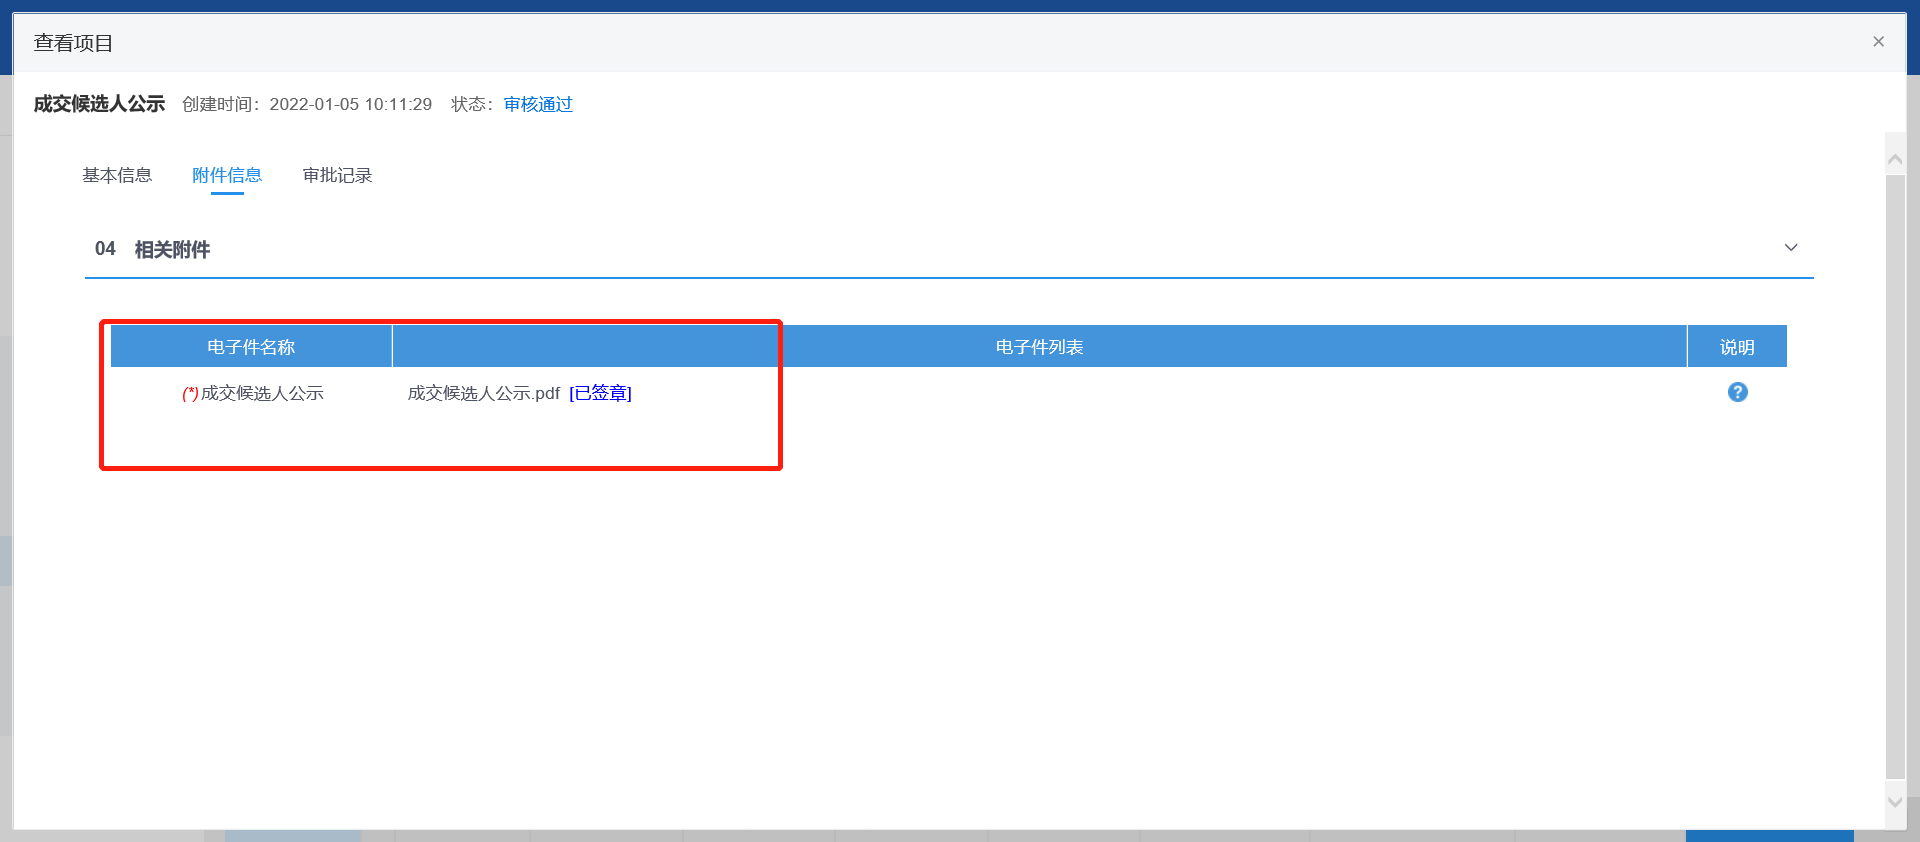 查看项目
成交候选人公示 创建时间：2022-01-05 10:11:29 状态：审核通过
基本信息 附件信息 审批记录
04 相关附件
电子件名称 电子件列表 说明
(*)成交候选人公示 成交候选人公示.pdf [已签章] ?